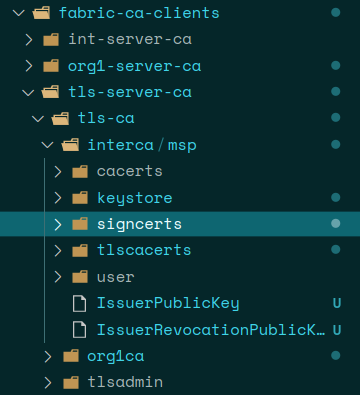 fabric-ca-clients
int-server-ca
org1-server-ca
tls-server-ca
tls-ca
interca/msp
cacerts
keystore
signcerts
tlscacerts
user
IssuerPublicKey U
IssuerRevocationPublicK… U
org1ca
tlsadmin